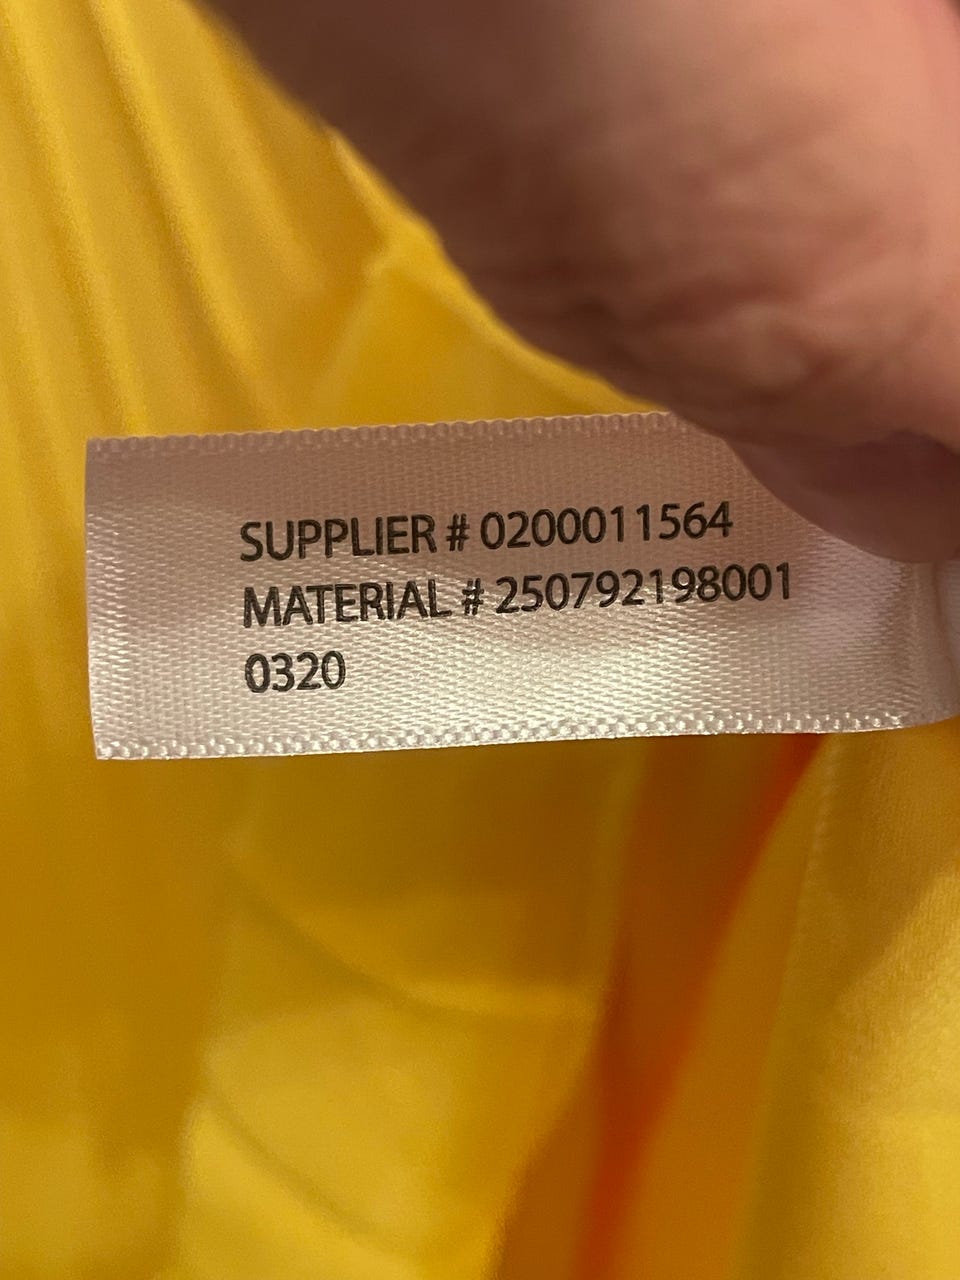 SUPPLIER # 0200011564
MATERIAL # 250792198001
0320